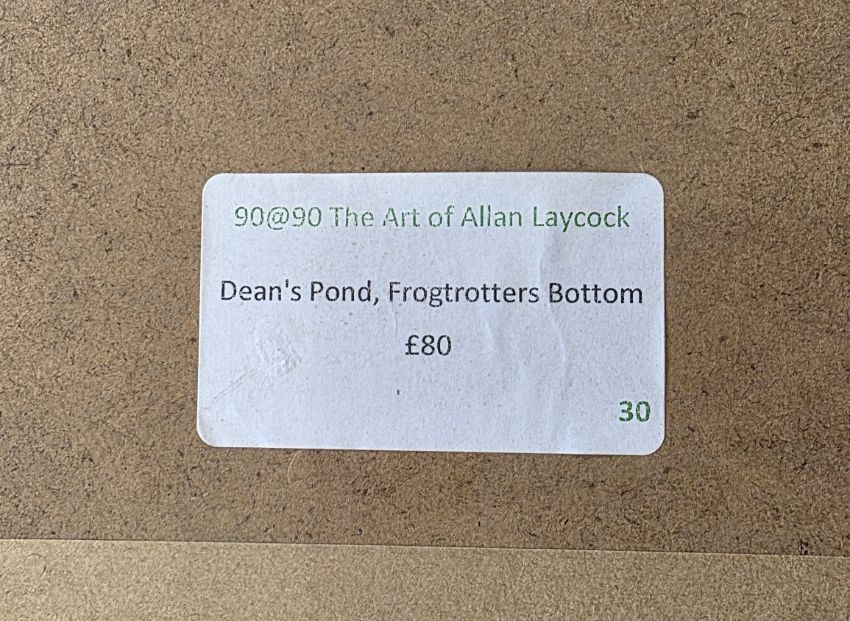 90@90 The Art of Allan Laycock
Dean's Pond, Frogtrotters Bottom
£80
30